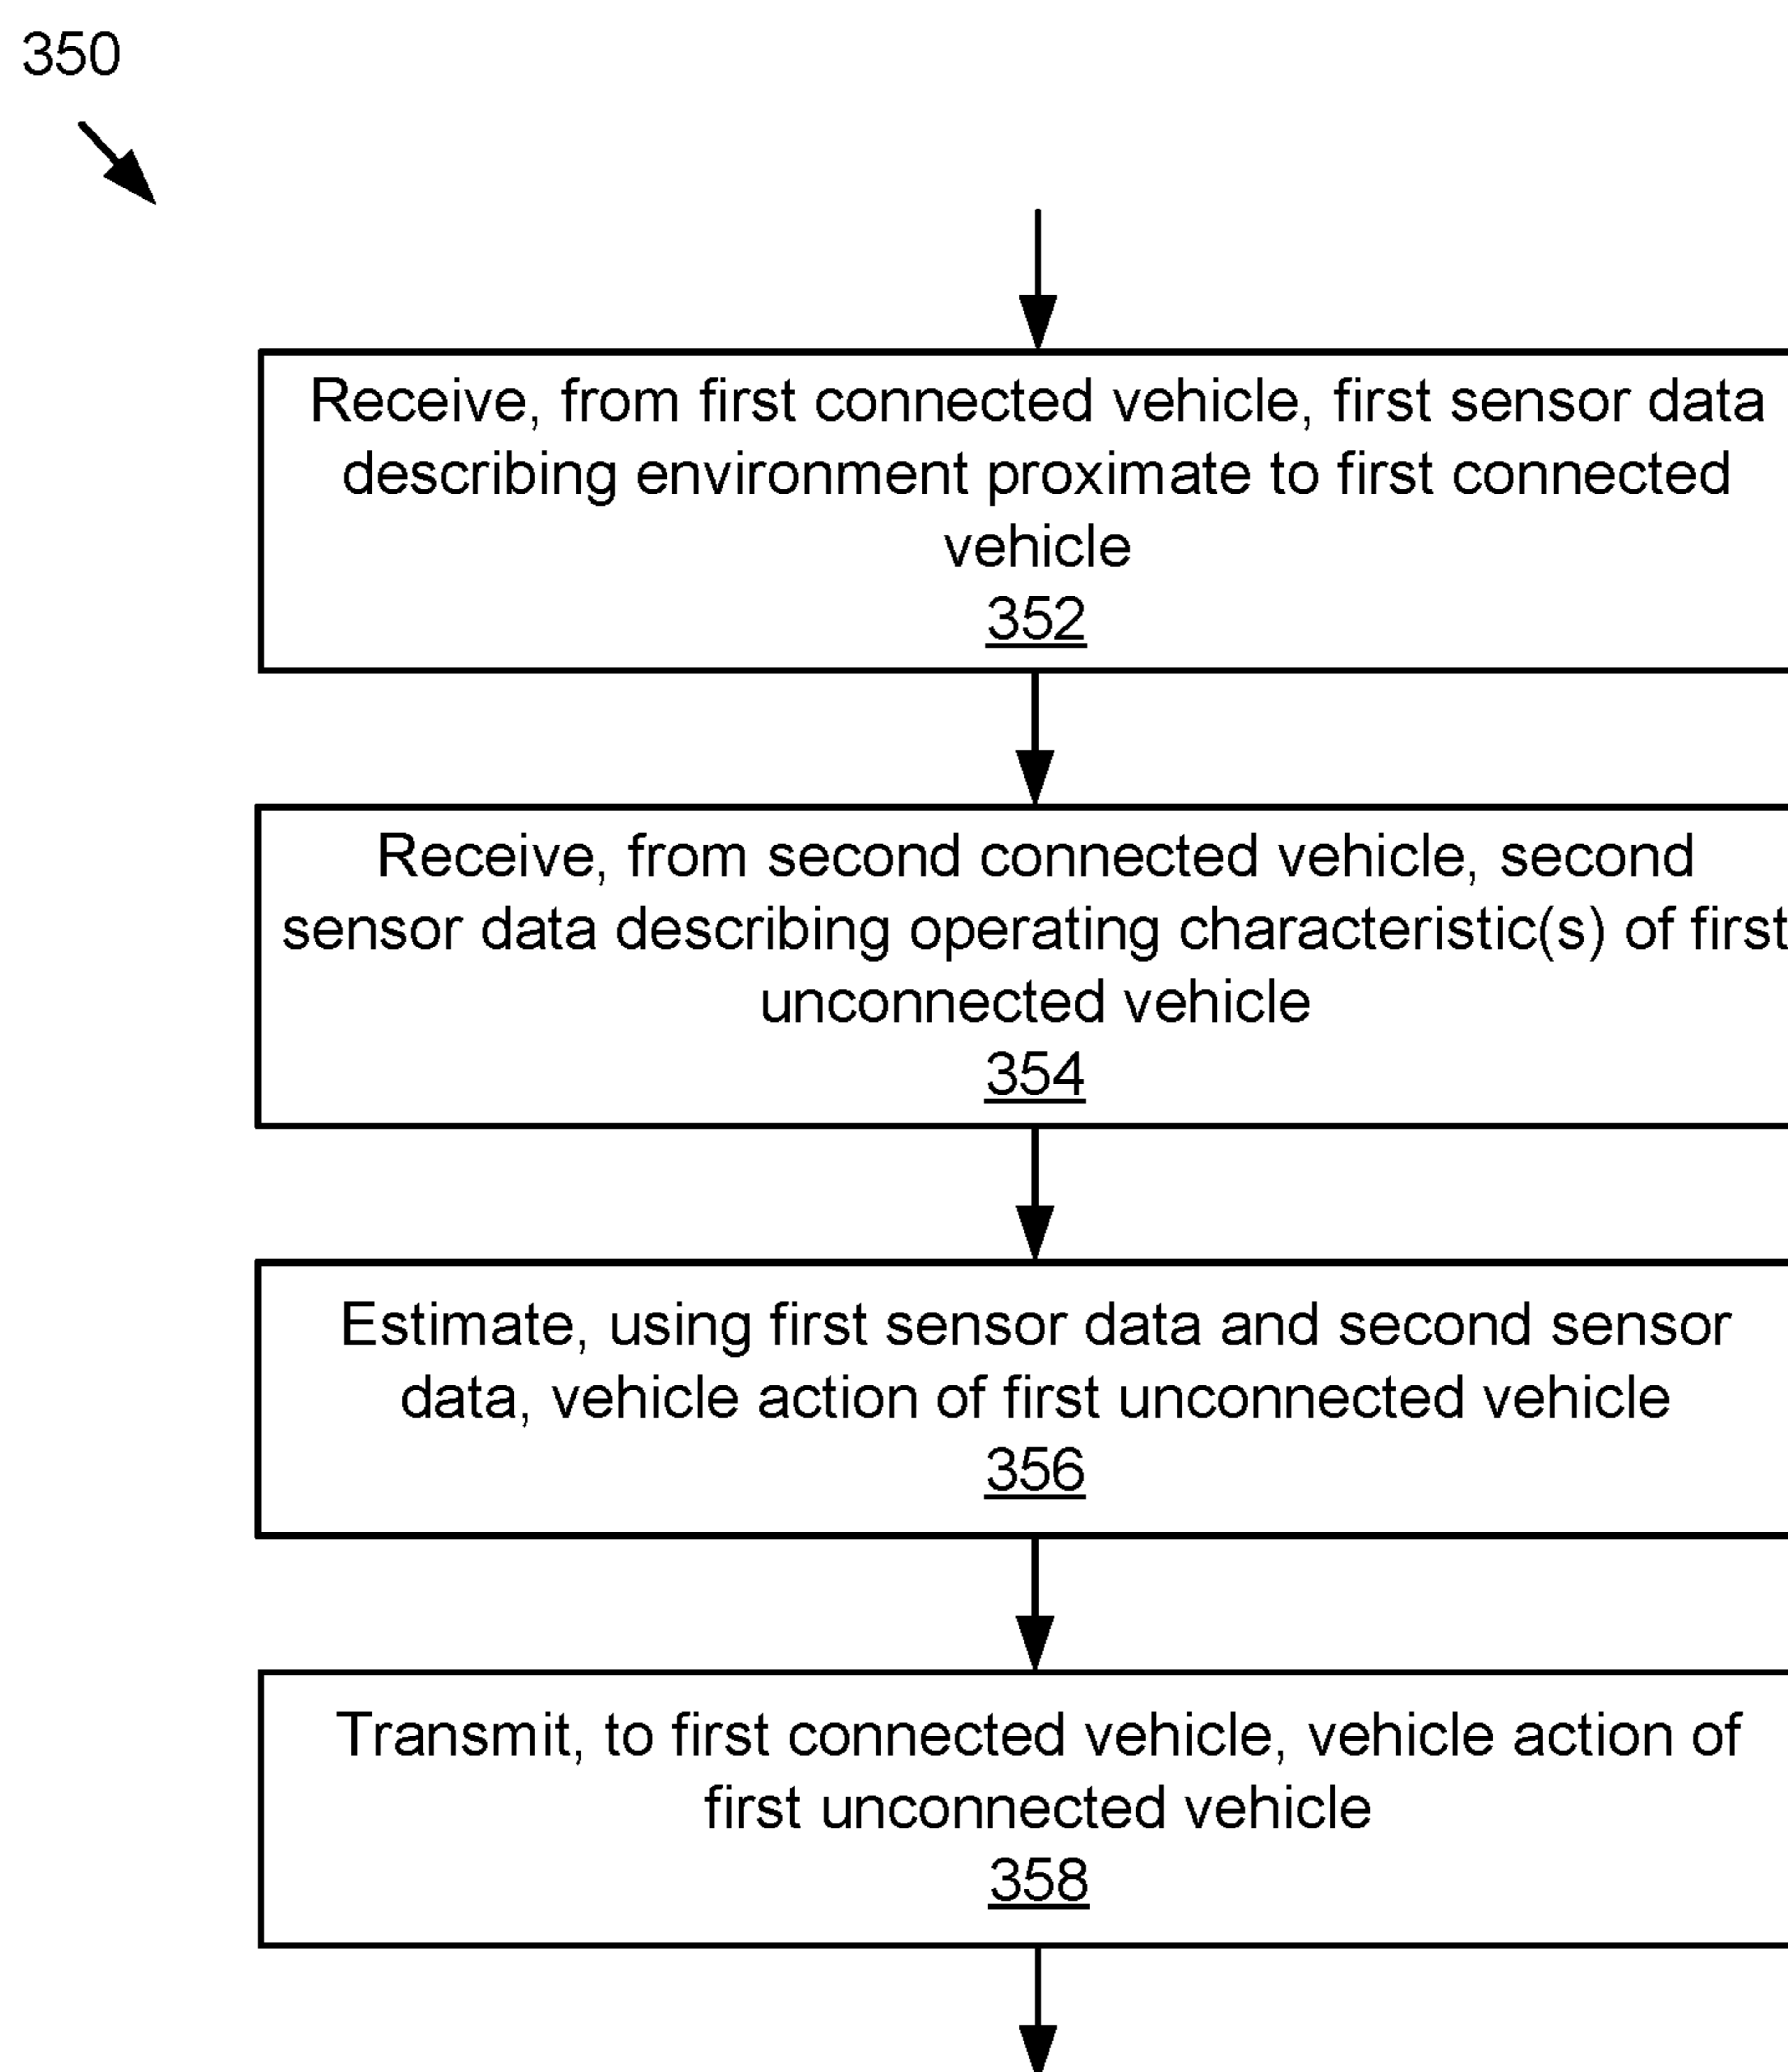 350
Receive, from first connected vehicle, first sensor data
describing environment proximate to first connected
vehicle
352
Receive, from second connected vehicle, second
sensor data describing operating characteristic(s) of first
unconnected vehicle
354
Estimate, using first sensor data and second sensor
data, vehicle action of first unconnected vehicle
356
Transmit, to first connected vehicle, vehicle action of
first unconnected vehicle
358